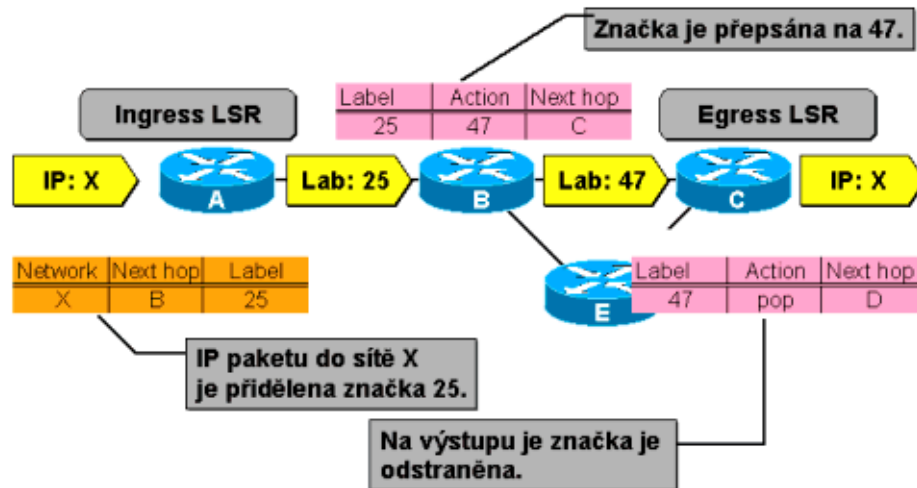 Značka je přepsána na 47.
Label Action Next hop
25 47 C
Ingress LSR
Egress LSR
IP: X
A
Lab: 25
B
Lab: 47
C
IP: X
Network Next hop Label
X B 25
E
Label Action Next hop
47 pop D
IP paketu do sítě X
je přidělena značka 25.
Na výstupu je značka je
odstraněna.